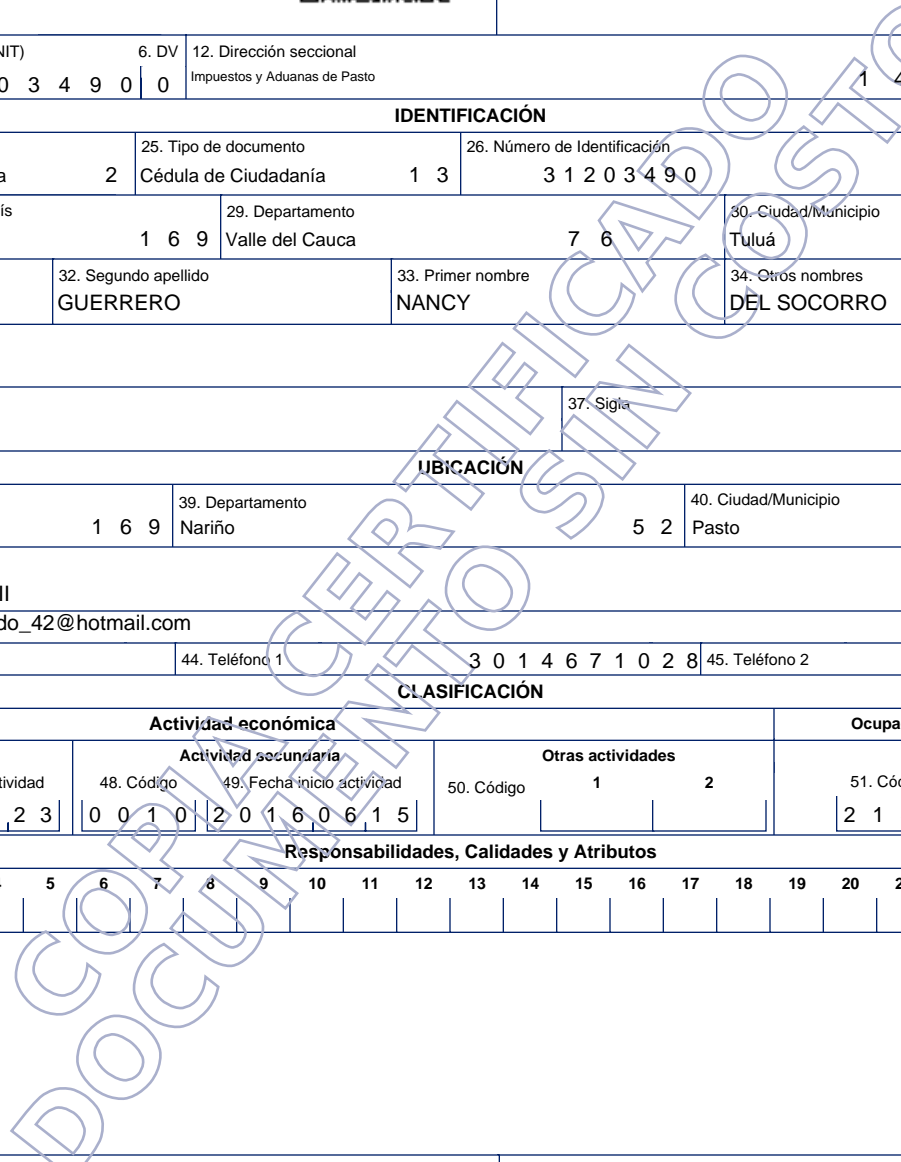 NIT) 6. DV 12. Dirección seccional
0 3 4 9 0 0 Impuestos y Aduanas de Pasto 1 4
IDENTIFICACIÓN
25. Tipo de documento 26. Número de Identificación
a 2 Cédula de Ciudadanía 1 3 3 1 2 0 3 4 9 0
ís 29. Departamento 30. Ciudad/Municipio
1 6 9 Valle del Cauca 7 6 Tuluá
32. Segundo apellido 33. Primer nombre 34. Otros nombres
GUERRERO NANCY DEL SOCORRO
37. Sigla
UBICACIÓN
39. Departamento 40. Ciudad/Municipio
1 6 9 Nariño 5 2 Pasto
II
do_42@hotmail.com
44. Teléfono 1 3 0 1 4 6 7 1 0 2 8 45. Teléfono 2
CLASIFICACIÓN
Actividad económica Ocupa
Actividad secundaria Otras actividades
tividad 48. Código 49. Fecha inicio actividad 50. Código 1 2 51. Cód
2 3 0 0 1 0 2 0 1 6 0 6 1 5 2 1
Responsabilidades, Calidades y Atributos
5 6 7 8 9 10 11 12 13 14 15 16 17 18 19 20 2
COPIA CERTIFICADO
DOCUMENTO SIN COSTO